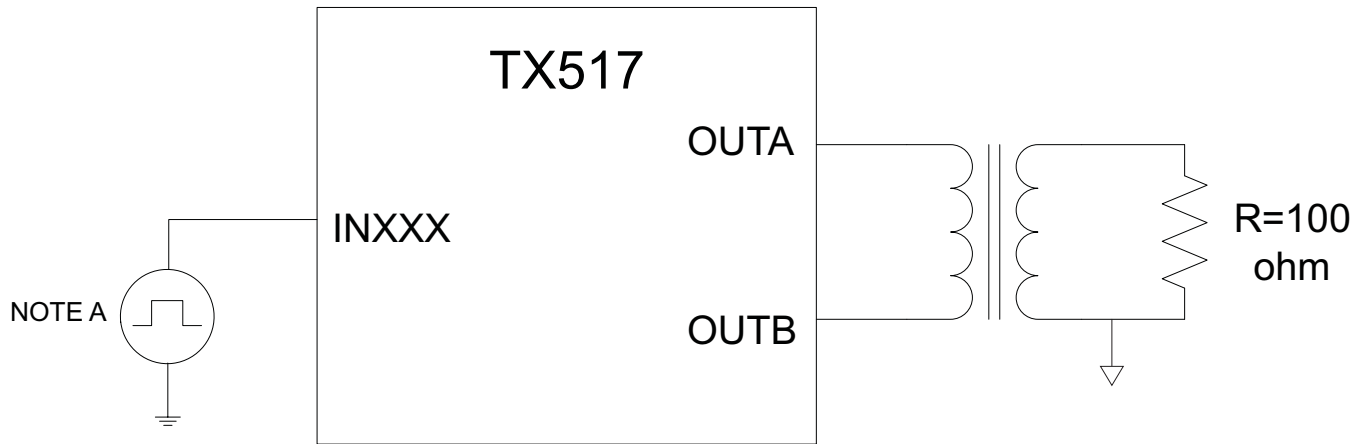 TX517
OUTA
INXXX
R=100
ohm
NOTE A
OUTB